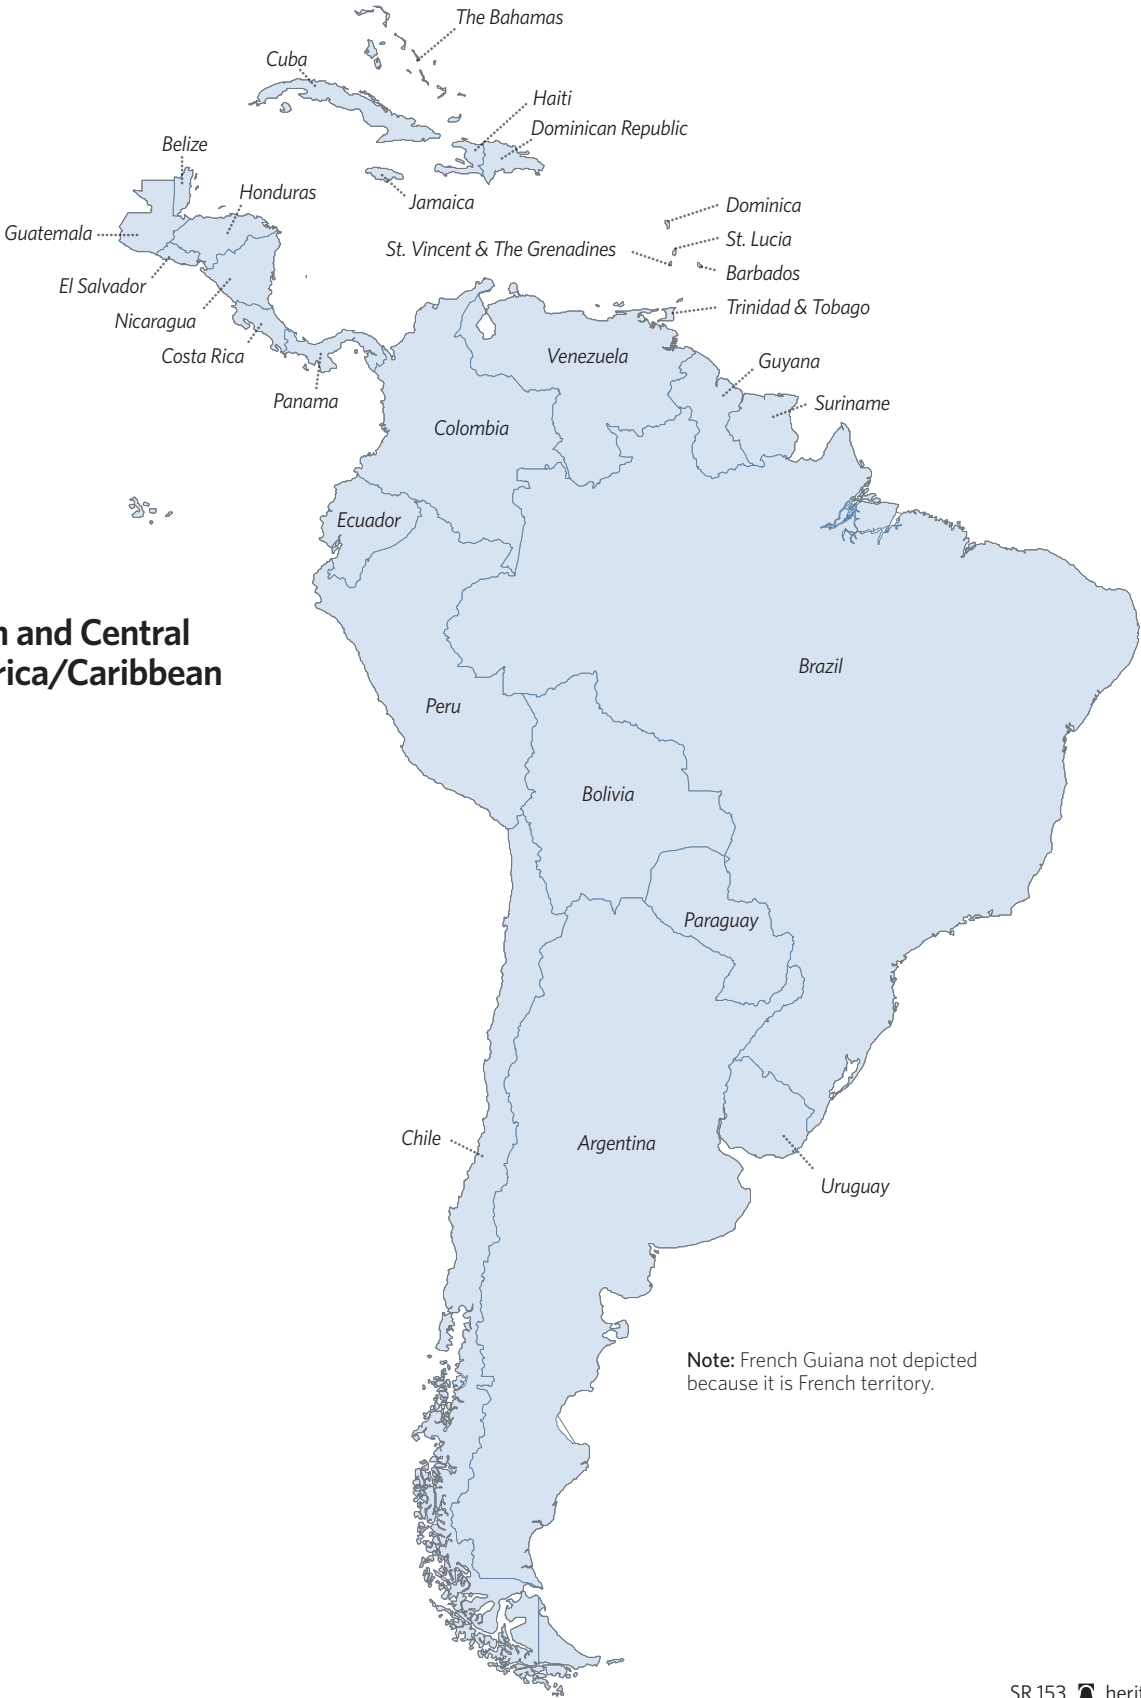 The Bahamas
Cuba
Haiti
Dominican Republic
Belize
Honduras
Jamaica
Guatemala
Dominica
St. Vincent & The Grenadines
St. Lucia
Barbados
El Salvador
Trinidad & Tobago
Nicaragua
Costa Rica
Venezuela
Guyana
Panama
Suriname
Colombia
Ecuador
and Central
/Caribbean
Brazil
Peru
Bolivia
Paraguay
Chile
Argentina
Uruguay
Note: French Guiana not depicted
because it is French territory.
SR 153